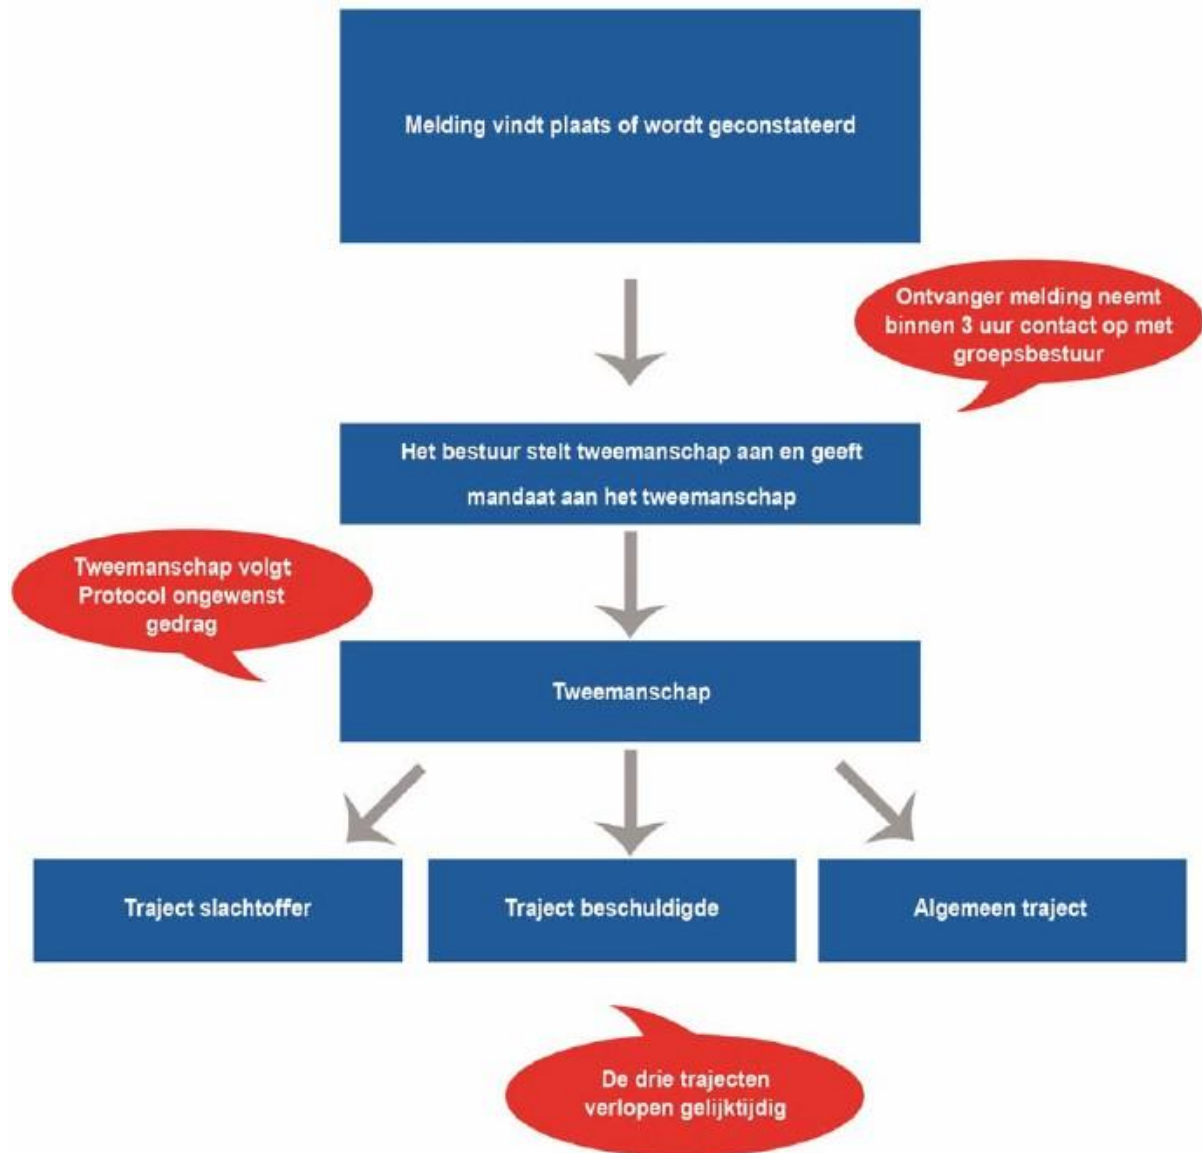 Melding vindt plaats of wordt geconstateerd
Ontvanger melding neemt
binnen 3 uur contact op met
groepsbestuur
Het bestuur stelt tweemanschap aan en geeft
mandaat aan het tweemanschap
Tweemanschap volgt
Protocol ongewenst
gedrag
Tweemanschap
Traject slachtoffer
Traject beschuldigde
Algemeen traject
De drie trajecten
verlopen gelijktijdig